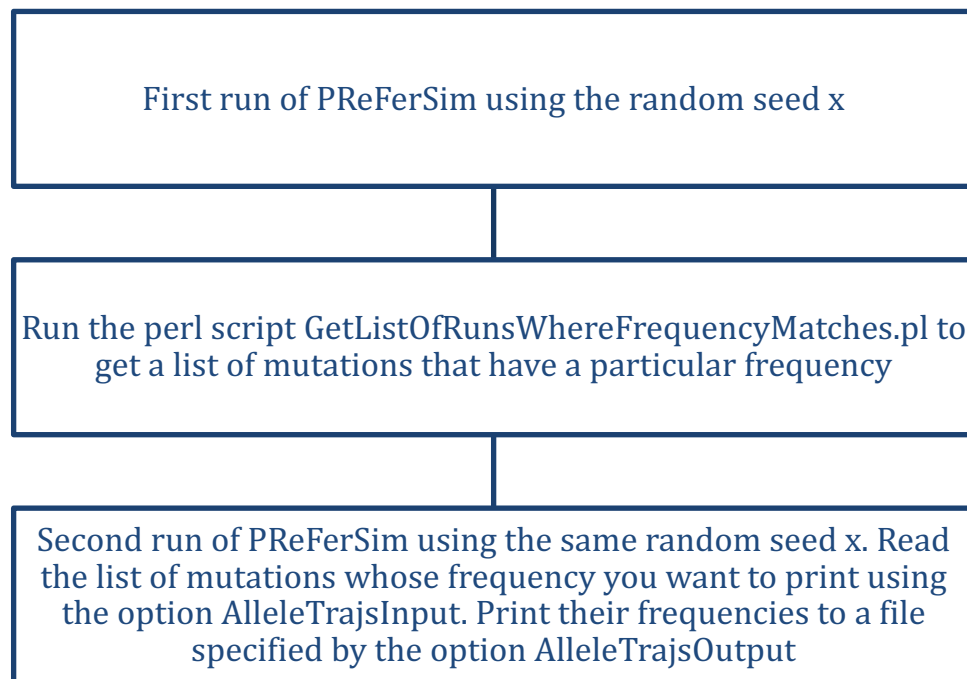 First run of PReFerSim using the random seed x
Run the perl script GetListOfRunsWhereFrequencyMatches.pl to
get a list of mutations that have a particular frequency
Second run of PReFerSim using the same random seed x. Read
the list of mutations whose frequency you want to print using
the option AlleleTrajsInput. Print their frequencies to a file
specified by the option AlleleTrajsOutput